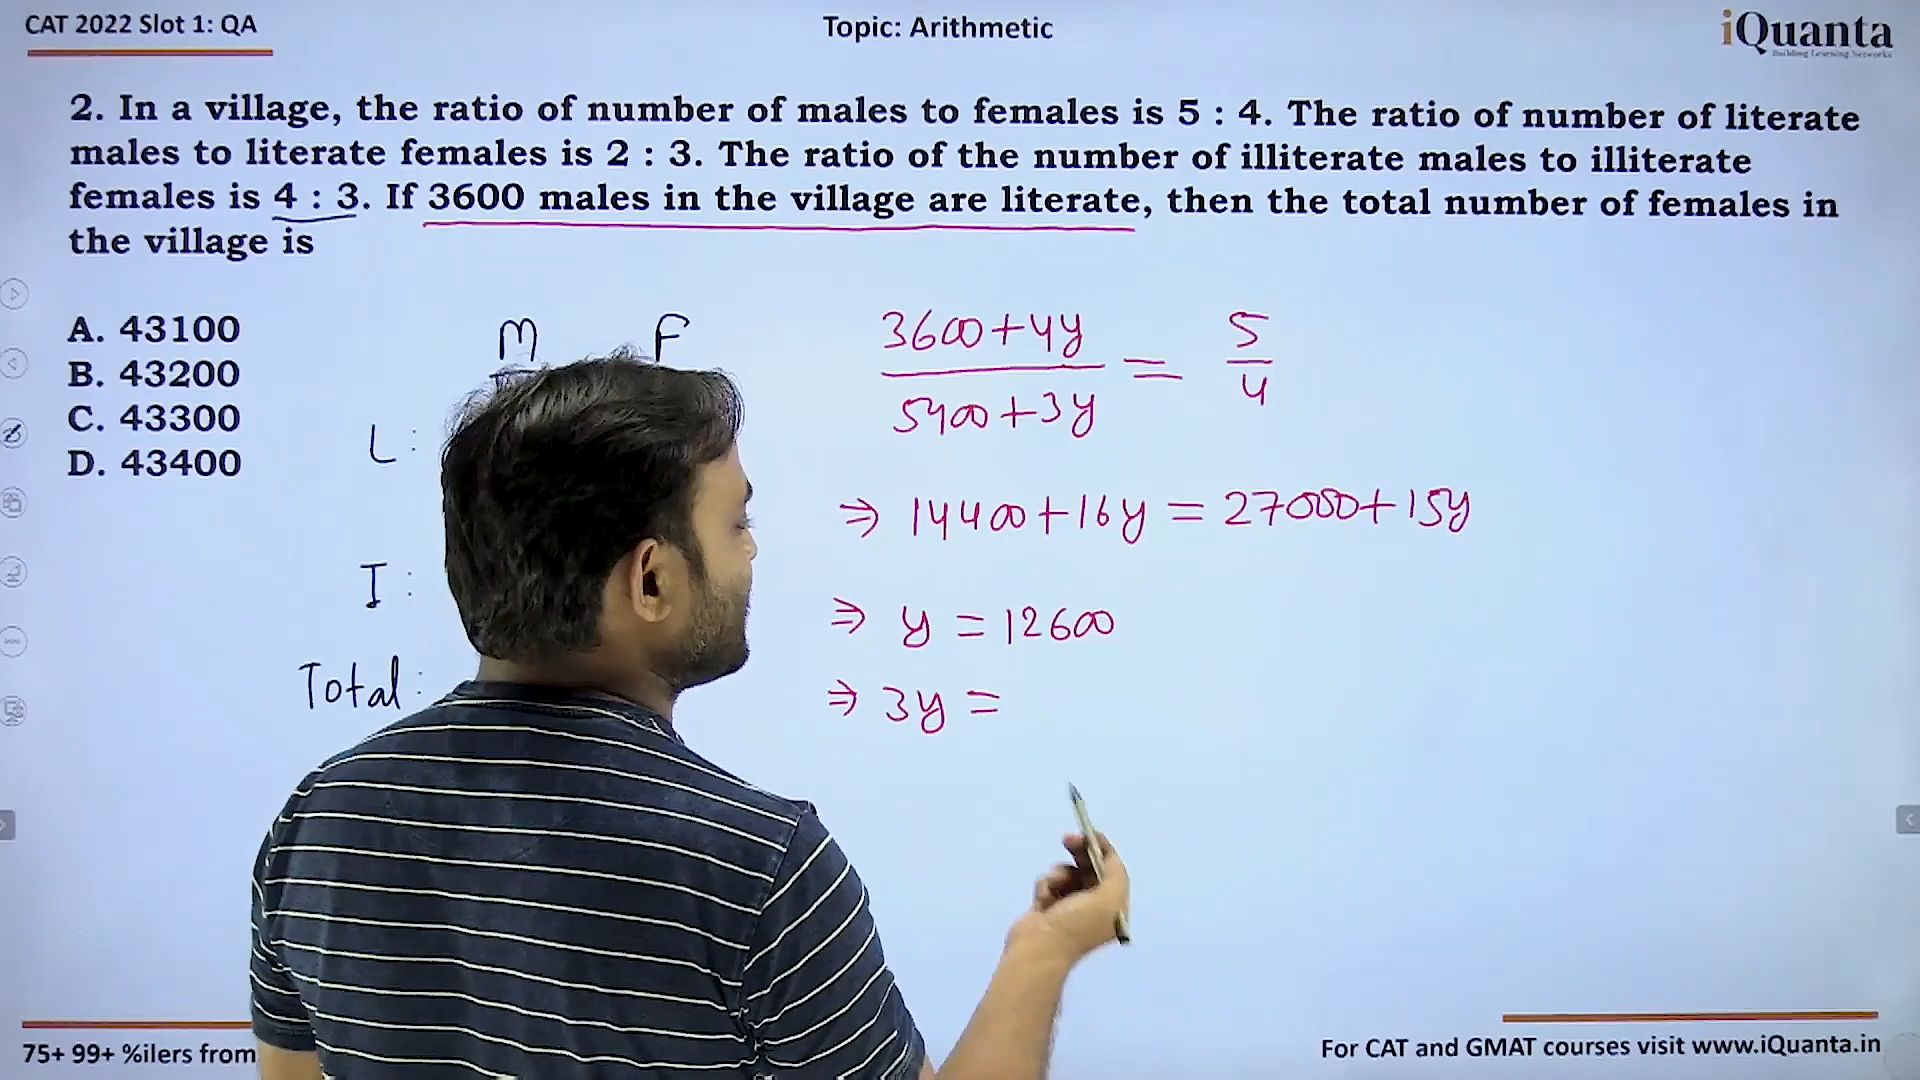 CAT 2022 Slot 1: QA
Topic: Arithmetic
iQuanta
Building Learning Networks
2. In a village, the ratio of number of males to females is 5 : 4. The ratio of number of literate
males to literate females is 2 : 3. The ratio of the number of illiterate males to illiterate
females is 4 : 3. If 3600 males in the village are literate, then the total number of females in
the village is
A. 43100
B. 43200
C. 43300
D. 43400
M F
L:
I:
Total:
3600+4y
5400+3y
=
5
4
⇒ 14400+16y = 27000+15y
⇒ y = 12600
⇒ 3y =
75+ 99+ %ilers from
For CAT and GMAT courses visit www.iQuanta.in